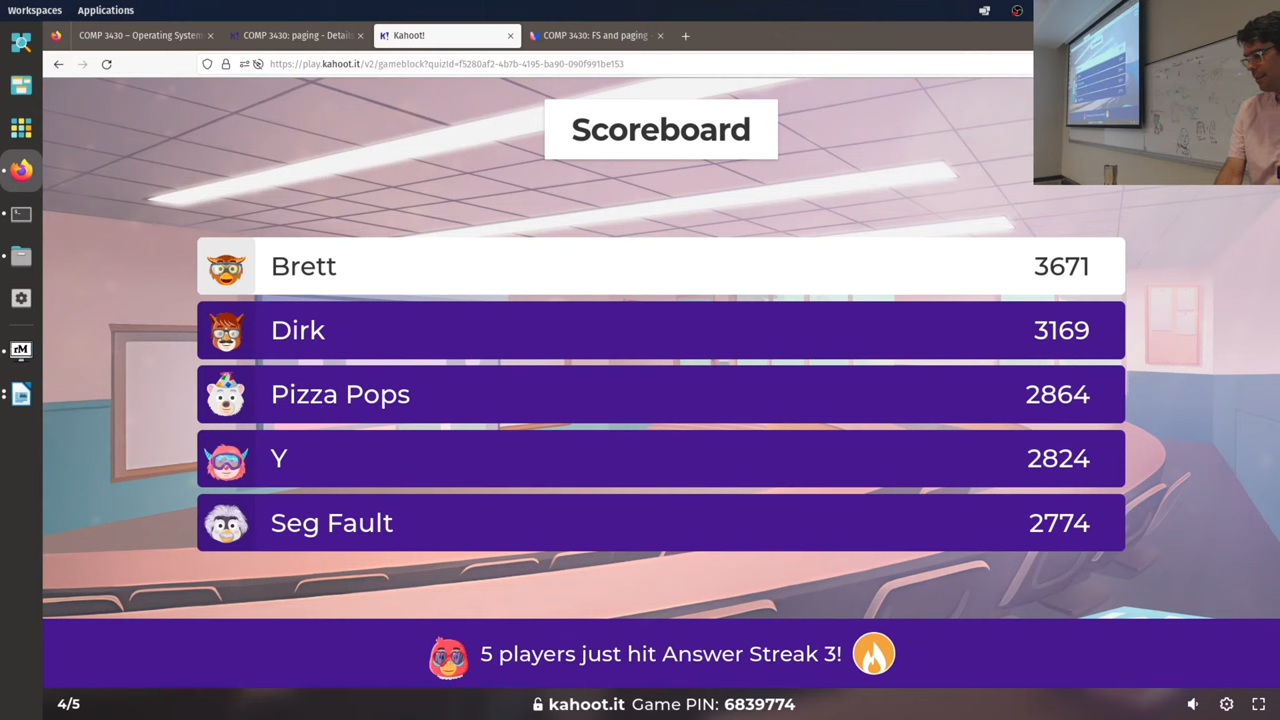 Workspaces Applications
COMP 3430 – Operating System COMP 3430: paging - Details Kahoot! COMP 3430: FS and paging
https://play.kahoot.it/v2/gameblock?quizId=f5280af2-4b7b-4195-ba90-090f991be153
Scoreboard
Brett 3671
Dirk 3169
Pizza Pops 2864
Y 2824
Seg Fault 2774
5 players just hit Answer Streak 3!
4/5 kahoot.it Game PIN: 6839774